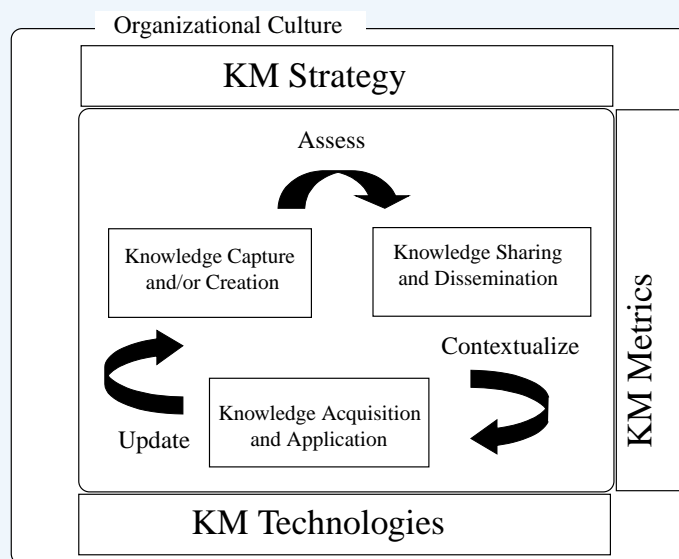 Organizational Culture
KM Strategy
Assess
Knowledge Capture
and/or Creation
Knowledge Sharing
and Dissemination
Contextualize
KM Metrics
Knowledge Acquisition
and Application
Update
KM Technologies